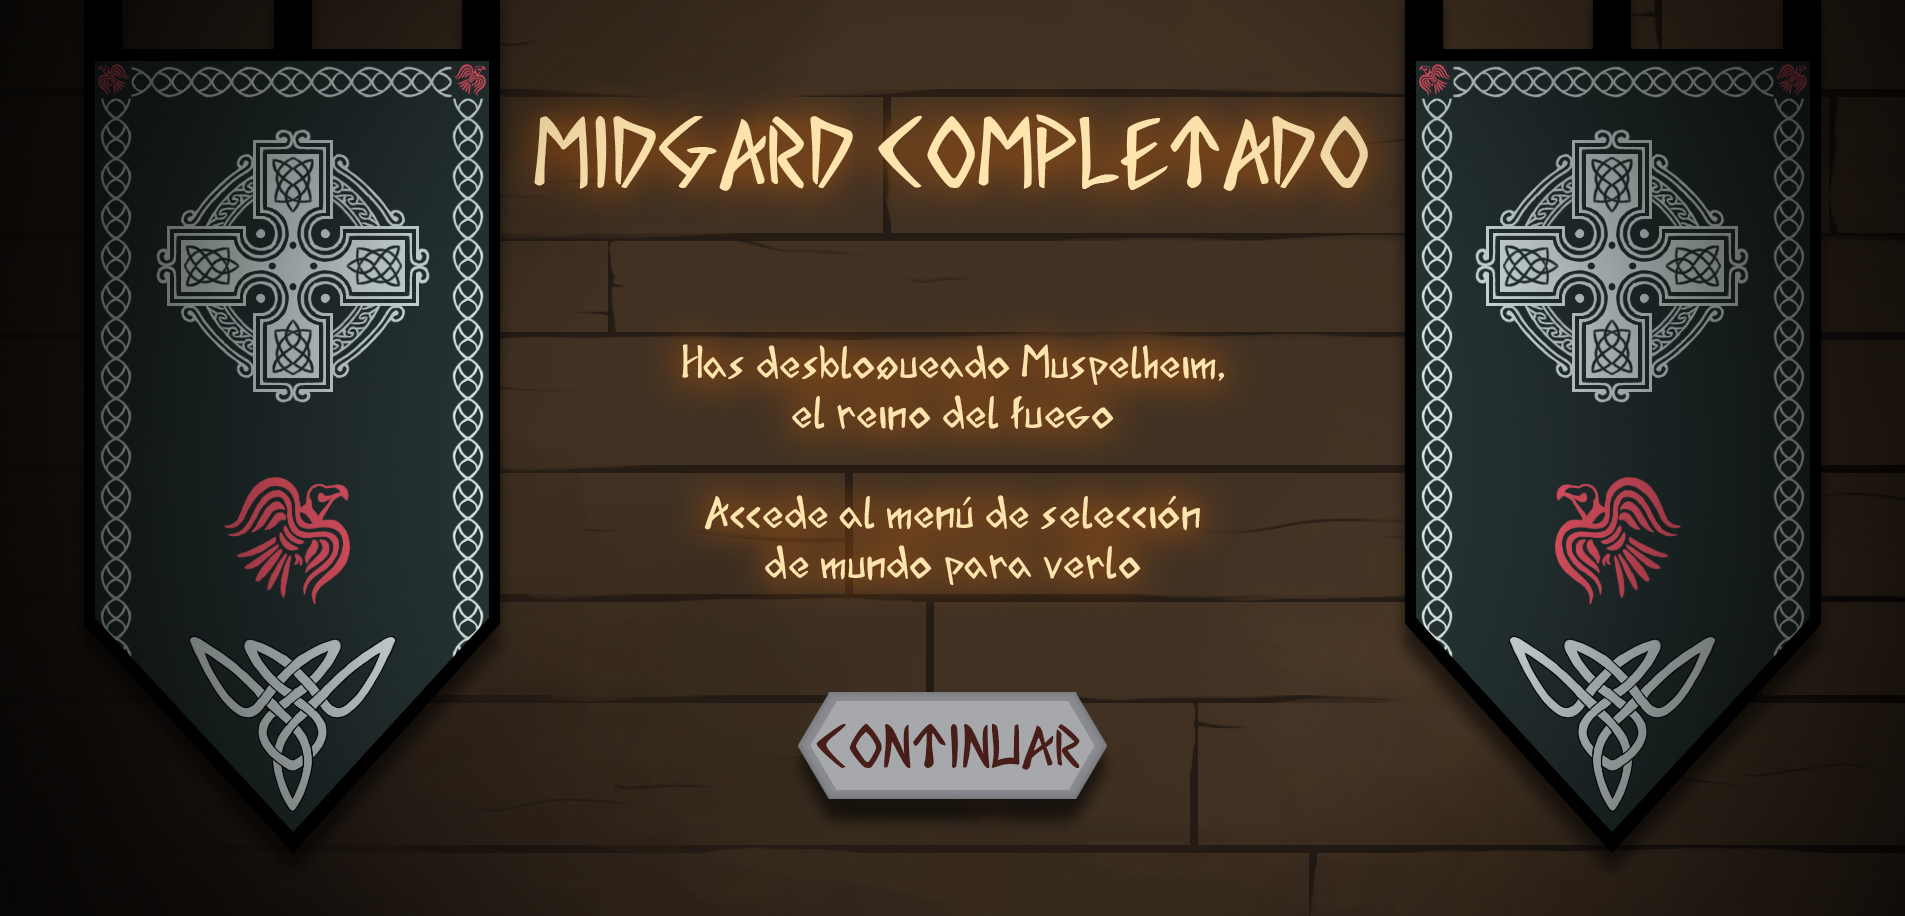 MIDGARD COMPLETADO
Has desbloqueado Muspelheim,
el reino del fuego
Accede al menú de selección
de mundo para verlo
CONTINUAR